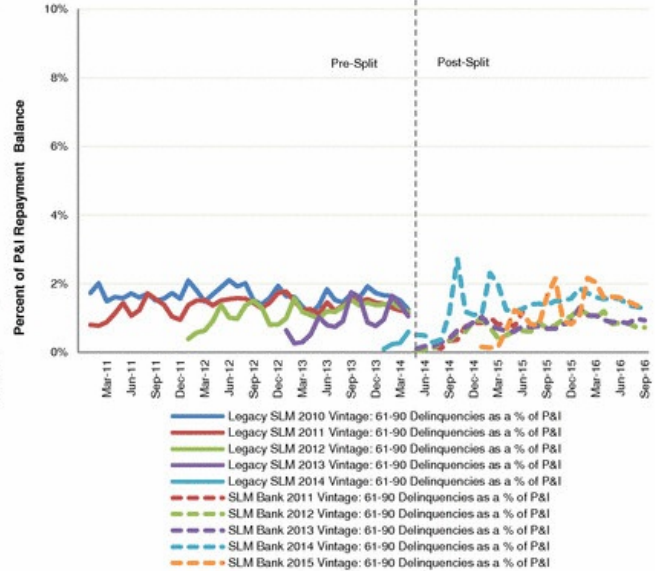 10%
Pre-Split
Post-Split
8%
6%
4%
2%
0%
Percent of P&I Repayment Balance
Mar-11
Jun-11
Sep-11
Dec-11
Mar-12
Jun-12
Sep-12
Dec-12
Mar-13
Jun-13
Sep-13
Dec-13
Mar-14
Jun-14
Sep-14
Dec-14
Mar-15
Jun-15
Sep-15
Dec-15
Mar-16
Jun-16
Sep-16
Legacy SLM 2010 Vintage: 61-90 Delinquencies as a % of P&I
Legacy SLM 2011 Vintage: 61-90 Delinquencies as a % of P&I
Legacy SLM 2012 Vintage: 61-90 Delinquencies as a % of P&I
Legacy SLM 2013 Vintage: 61-90 Delinquencies as a % of P&I
Legacy SLM 2014 Vintage: 61-90 Delinquencies as a % of P&I
SLM Bank 2011 Vintage: 61-90 Delinquencies as a % of P&I
SLM Bank 2012 Vintage: 61-90 Delinquencies as a % of P&I
SLM Bank 2013 Vintage: 61-90 Delinquencies as a % of P&I
SLM Bank 2014 Vintage: 61-90 Delinquencies as a % of P&I
SLM Bank 2015 Vintage: 61-90 Delinquencies as a % of P&I